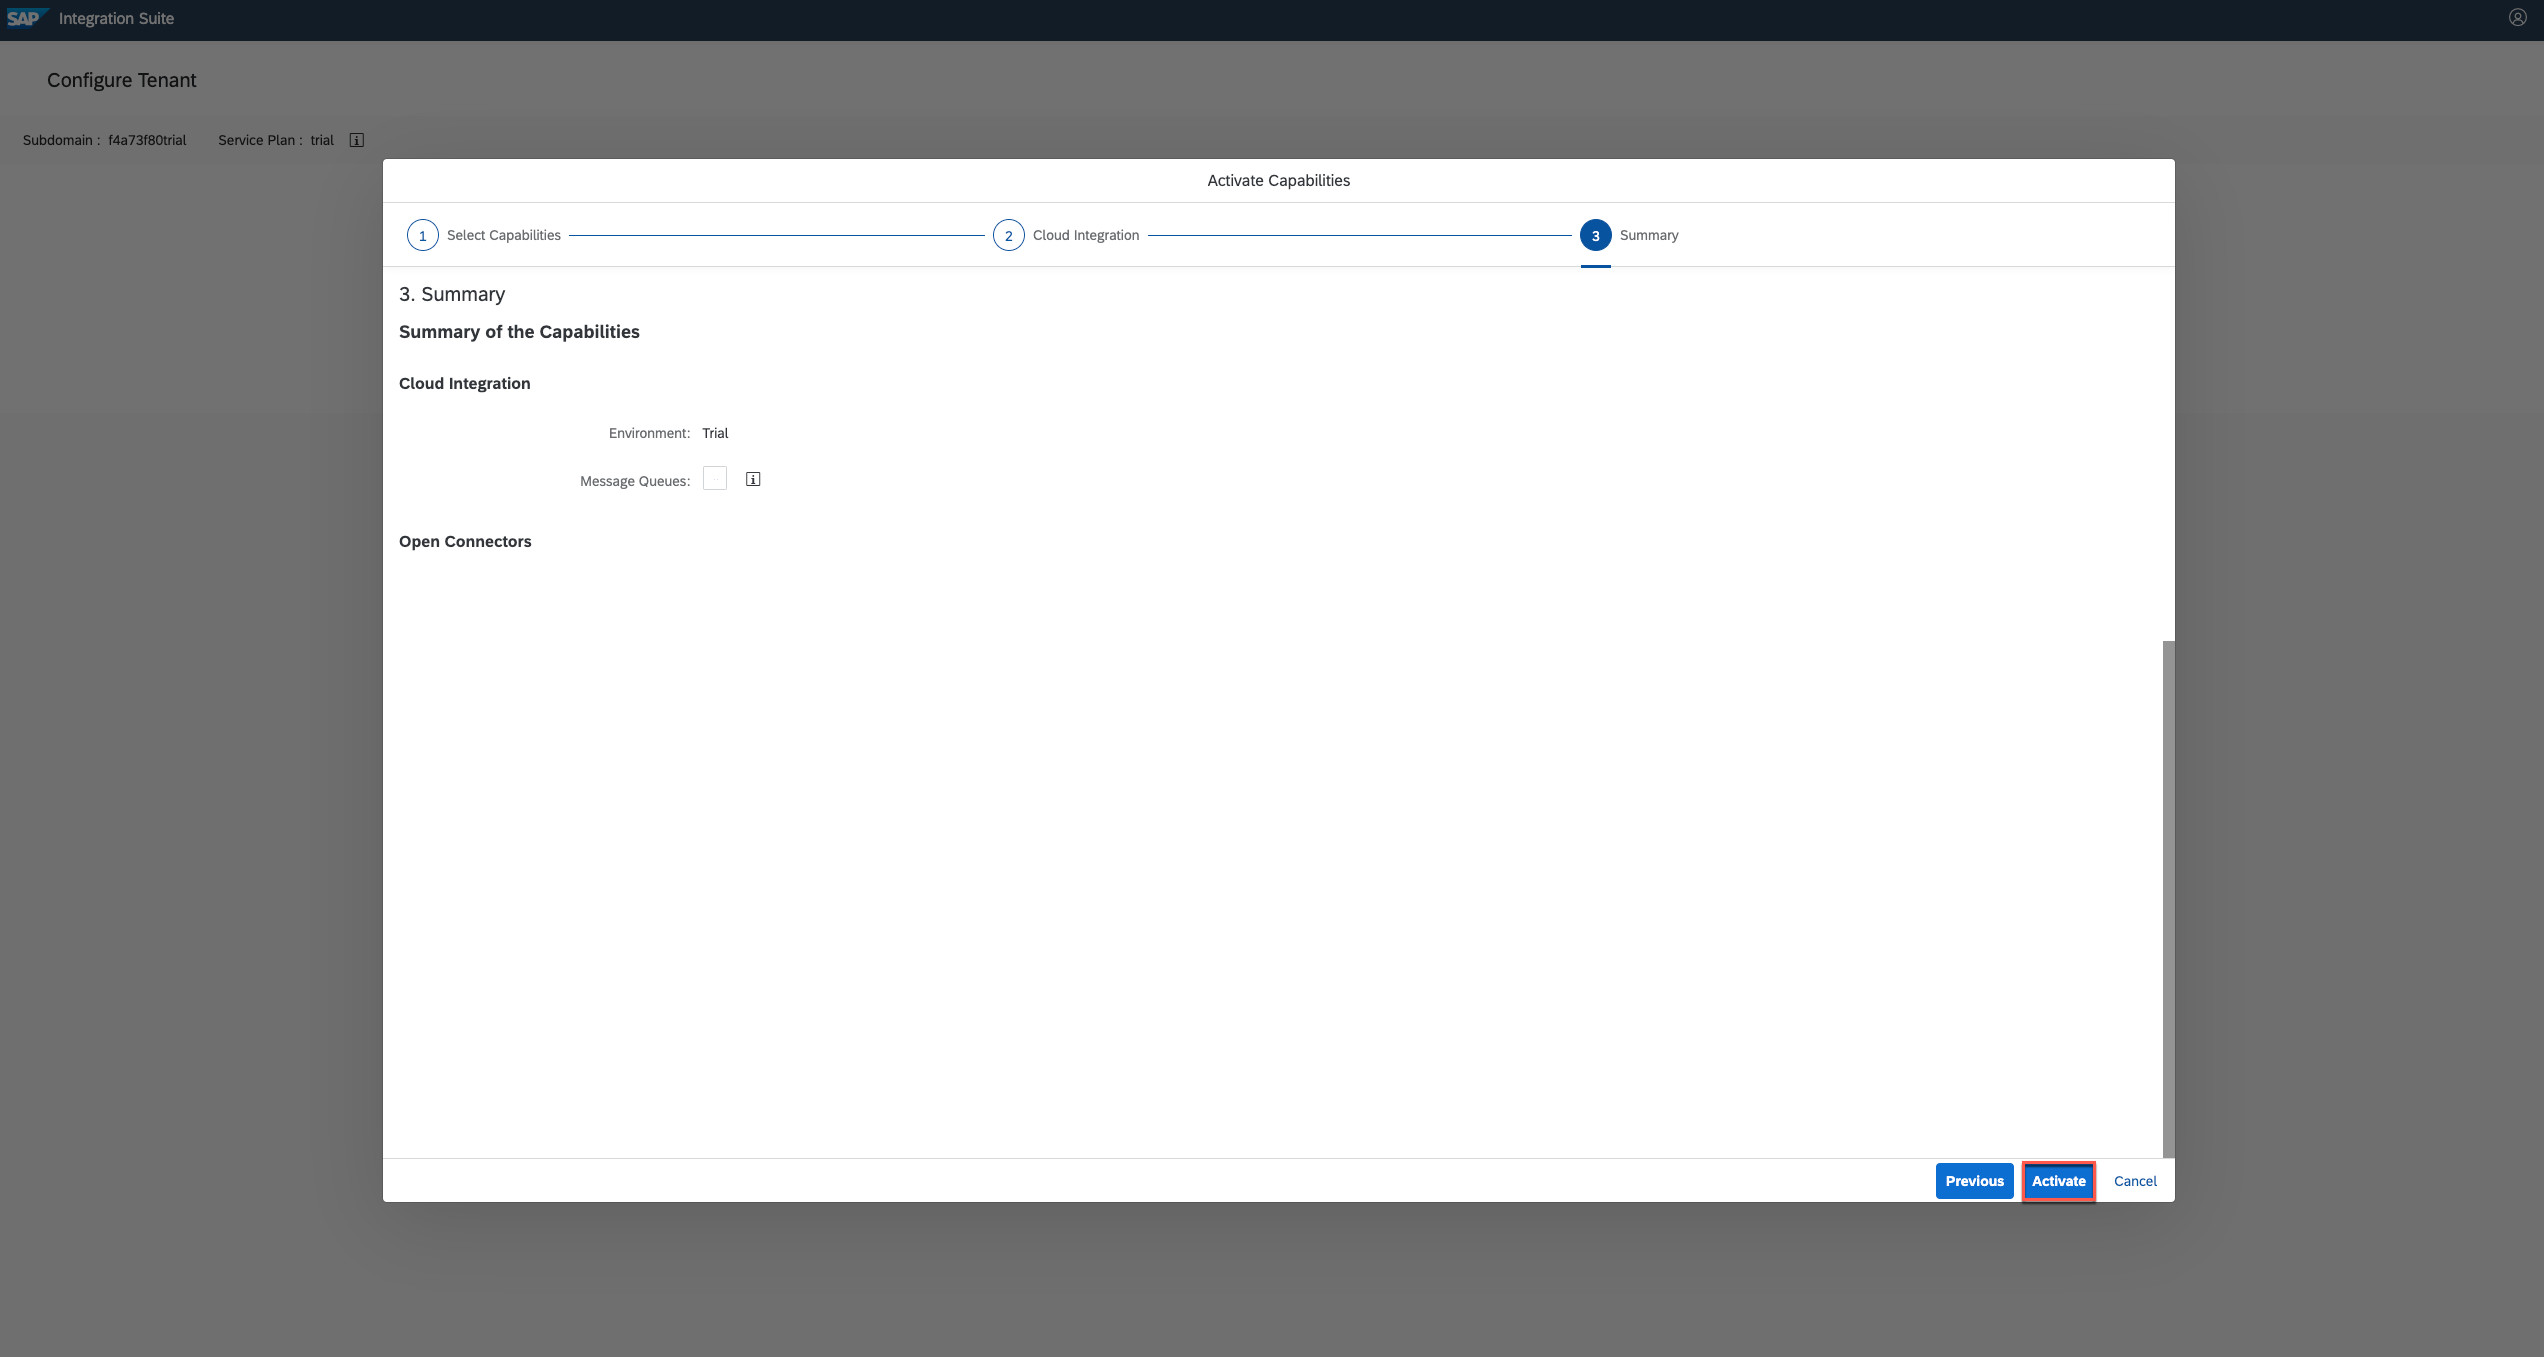 SAP Integration Suite
Configure Tenant
Subdomain : f4a73f80trial Service Plan : trial
Activate Capabilities
1 Select Capabilities 2 Cloud Integration 3 Summary
3. Summary
Summary of the Capabilities
Cloud Integration
Environment: Trial
Message Queues:
Open Connectors
Previous Activate Cancel